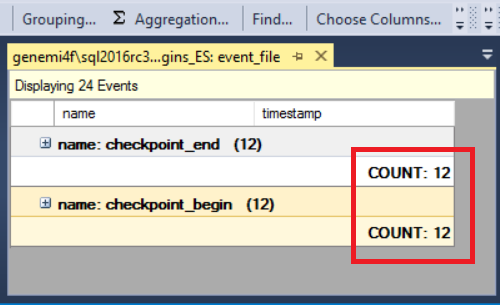 Grouping... Σ Aggregation... Find... Choose Columns...
genemi4f\sql2016rc3...gins_ES: event_file
Displaying 24 Events
name timestamp
name: checkpoint_end (12)
COUNT: 12
name: checkpoint_begin (12)
COUNT: 12